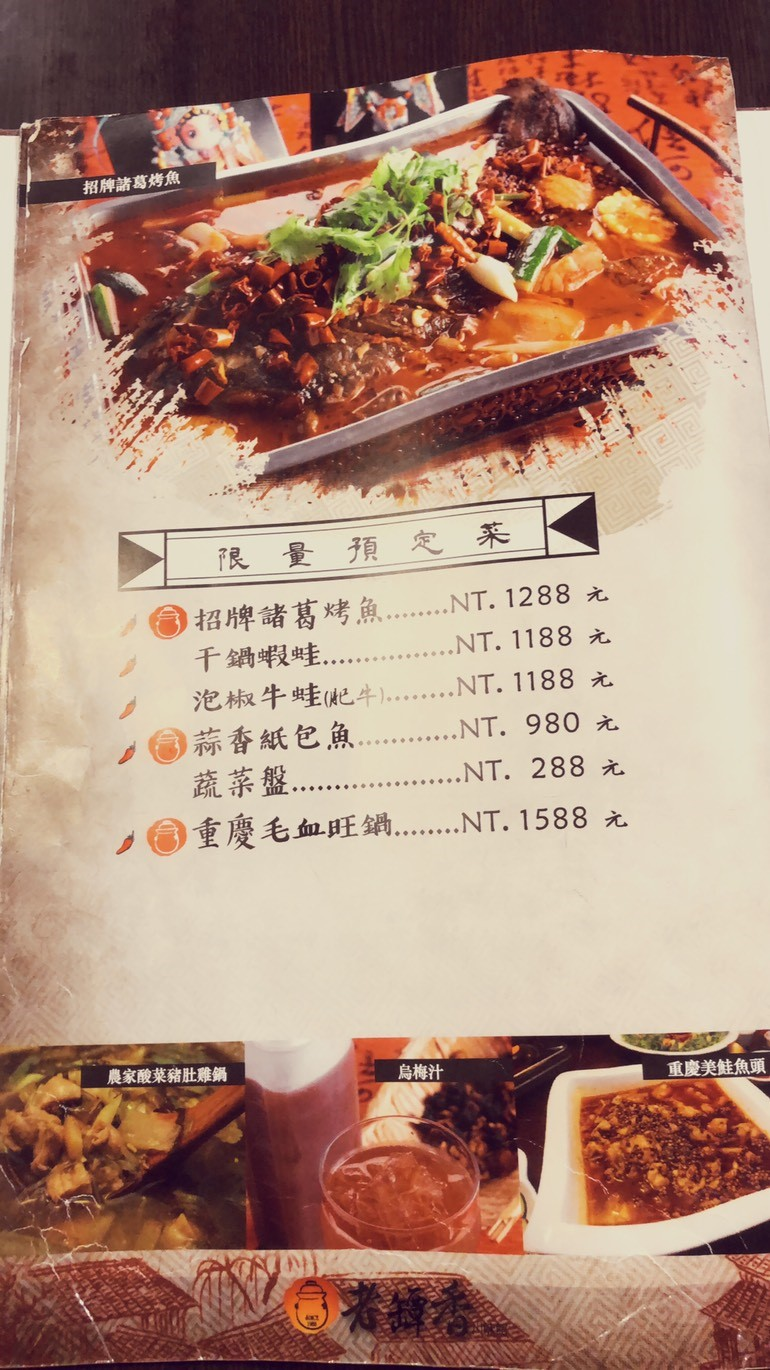 招牌諸葛烤魚
限量預定菜
招牌諸葛烤魚........NT. 1288 元
干鍋蝦蛙................NT. 1188 元
泡椒牛蛙(肥牛).........NT. 1188 元
蒜香紙包魚............NT. 980 元
蔬菜盤.....................NT. 288 元
重慶毛血旺鍋........NT. 1588 元
農家酸菜豬肚雞鍋
烏梅汁
重慶美鮭魚頭
老罈香